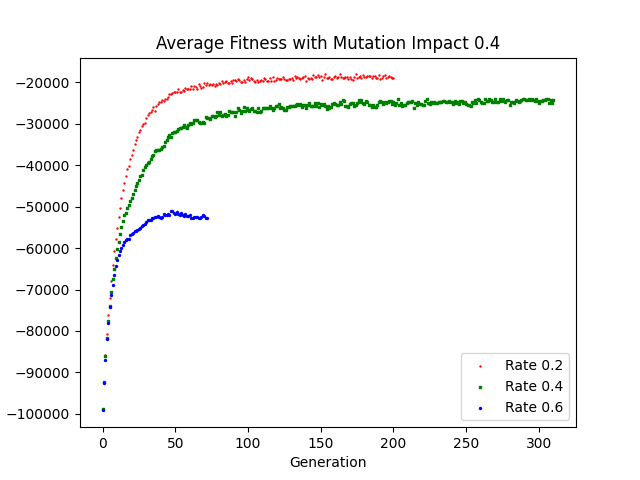 Average Fitness with Mutation Impact 0.4
−20000
−30000
−40000
−50000
−60000
−70000
−80000
−90000
−100000
Rate 0.2
Rate 0.4
Rate 0.6
0 50 100 150 200 250 300
Generation